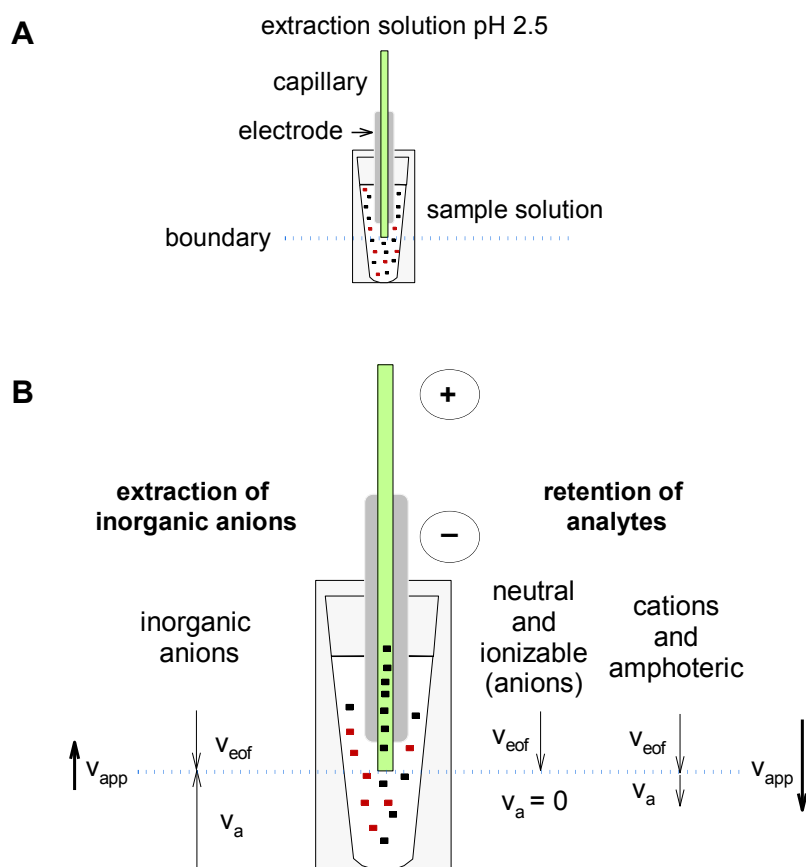 A
extraction solution pH 2.5
capillary
electrode
sample solution
boundary
B
+
extraction of
inorganic anions
−
retention of
analytes
inorganic
anions
neutral
and
ionizable
(anions)
cations
and
amphoteric
v_eof
v_app
v_a
v_eof
v_a = 0
v_eof
v_a
v_app